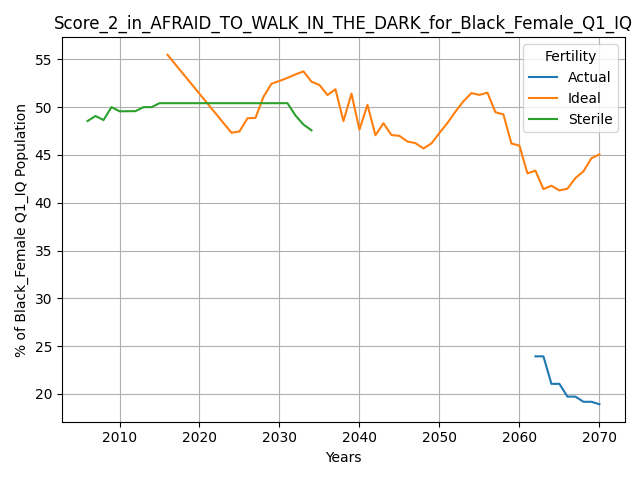 Score_2_in_AFRAID_TO_WALK_IN_THE_DARK_for_Black_Female_Q1_IQ
Fertility
Actual
Ideal
Sterile
% of Black_Female Q1_IQ Population
55
50
45
40
35
30
25
20
2010 2020 2030 2040 2050 2060 2070
Years